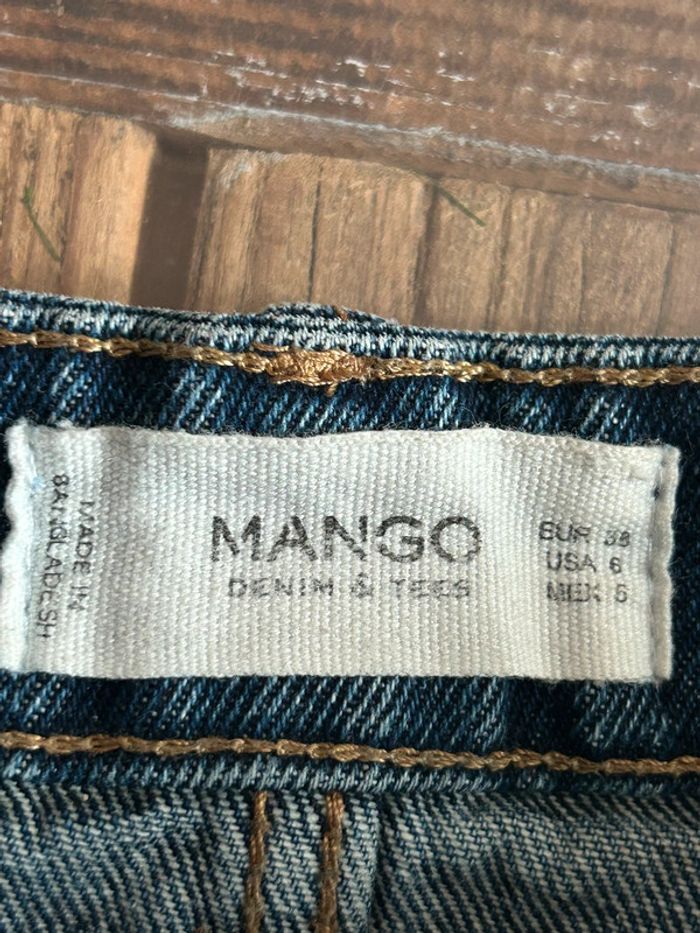 MADE IN
BANGLADESH
MANGO
DENIM & TEES
EUR 38
USA 6
MEX 6